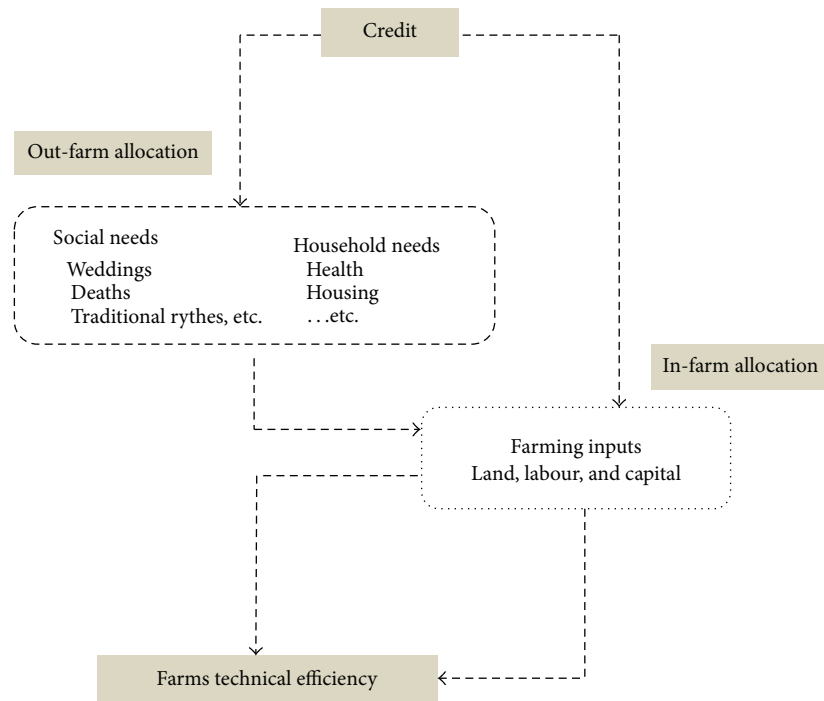 Credit
Out-farm allocation
Social needs
Weddings
Deaths
Traditional rythes, etc.
Household needs
Health
Housing
...etc.
In-farm allocation
Farming inputs
Land, labour, and capital
Farms technical efficiency